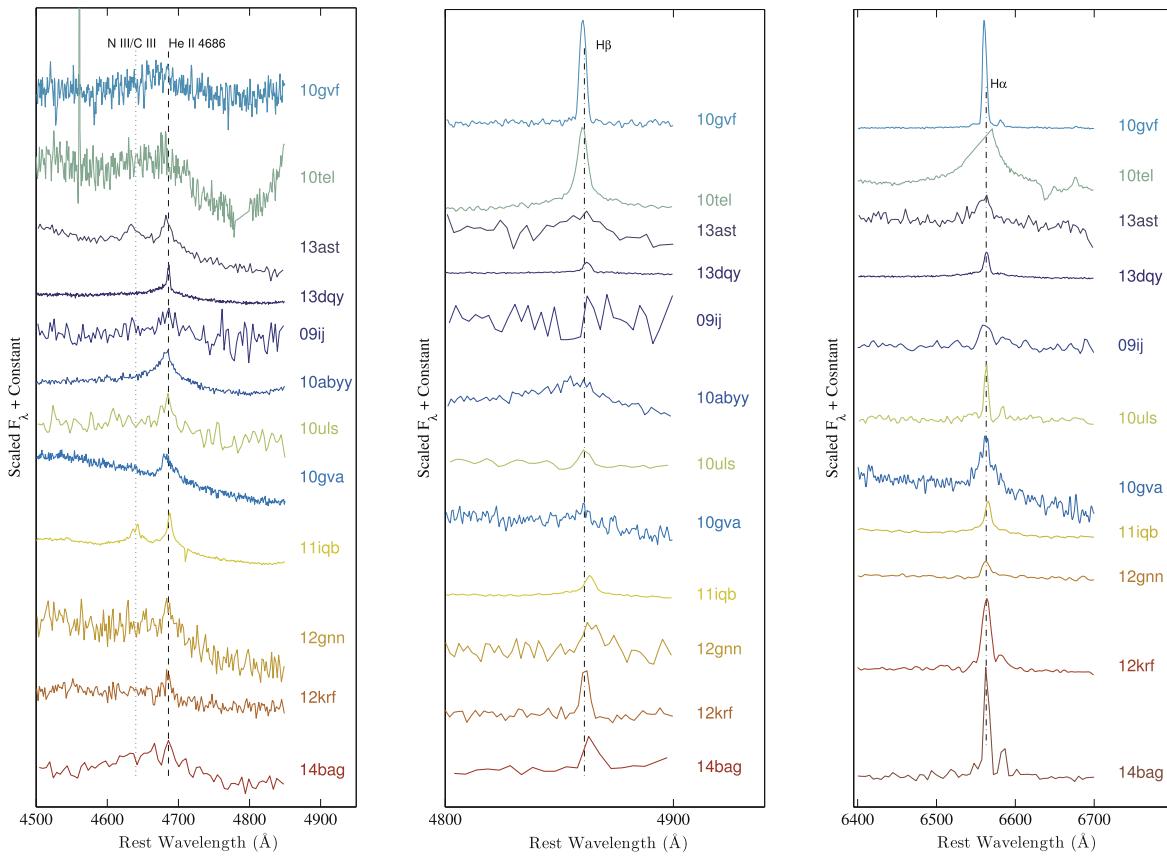 Scaled F_λ + Constant
N III/C III
He II 4686
10gvf
10tel
13ast
13dqy
09ij
10abyy
10uls
10gva
11iqb
12gnn
12krf
14bag
4500
4600
4700
4800
4900
Rest Wavelength (Å)
Scaled F_λ + Constant
Hβ
10gvf
10tel
13ast
13dqy
09ij
10abyy
10uls
10gva
11iqb
12gnn
12krf
14bag
4800
4900
Rest Wavelength (Å)
Scaled F_λ + Cosntant
Hα
10gvf
10tel
13ast
13dqy
09ij
10uls
10gva
11iqb
12gnn
12krf
14bag
6400
6500
6600
6700
Rest Wavelength (Å)